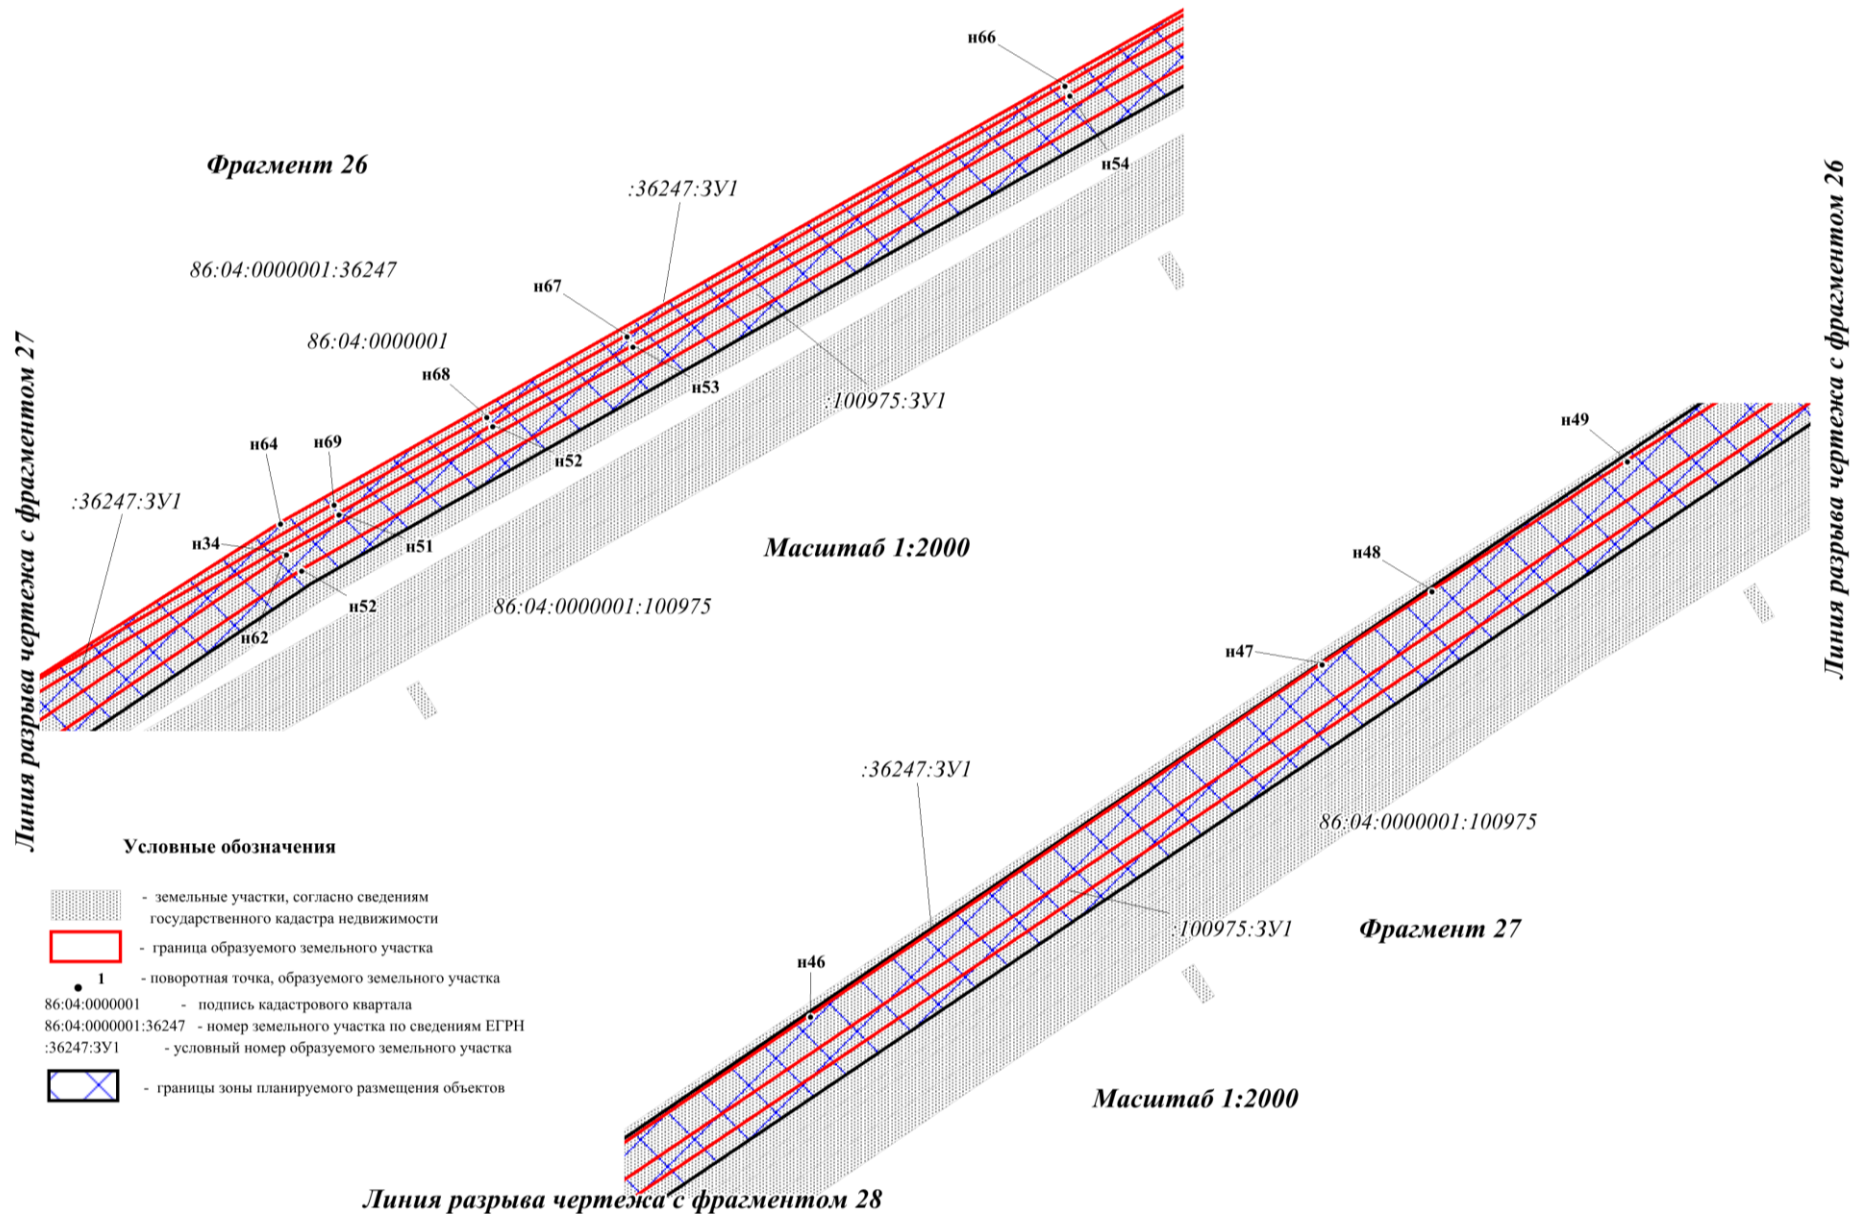 н66
Фрагмент 26
н54
:36247:ЗУ1
86:04:0000001:36247
н67
86:04:0000001
н68
н53
:100975:ЗУ1
н64
н69
н52
:36247:ЗУ1
н34
н51
Масштаб 1:2000
н52
86:04:0000001:100975
н62
Линия разрыва чертежа с фрагментом 27
Линия разрыва чертежа с фрагментом 26
н49
н48
н47
:36247:ЗУ1
86:04:0000001:100975
:100975:ЗУ1
Фрагмент 27
н46
Масштаб 1:2000
Линия разрыва чертежа с фрагментом 28
Условные обозначения
- земельные участки, согласно сведениям
государственного кадастра недвижимости
- граница образуемого земельного участка
1 - поворотная точка, образуемого земельного участка
86:04:0000001 - подпись кадастрового квартала
86:04:0000001:36247 - номер земельного участка по сведениям ЕГРН
:36247:ЗУ1 - условный номер образуемого земельного участка
- границы зоны планируемого размещения объектов